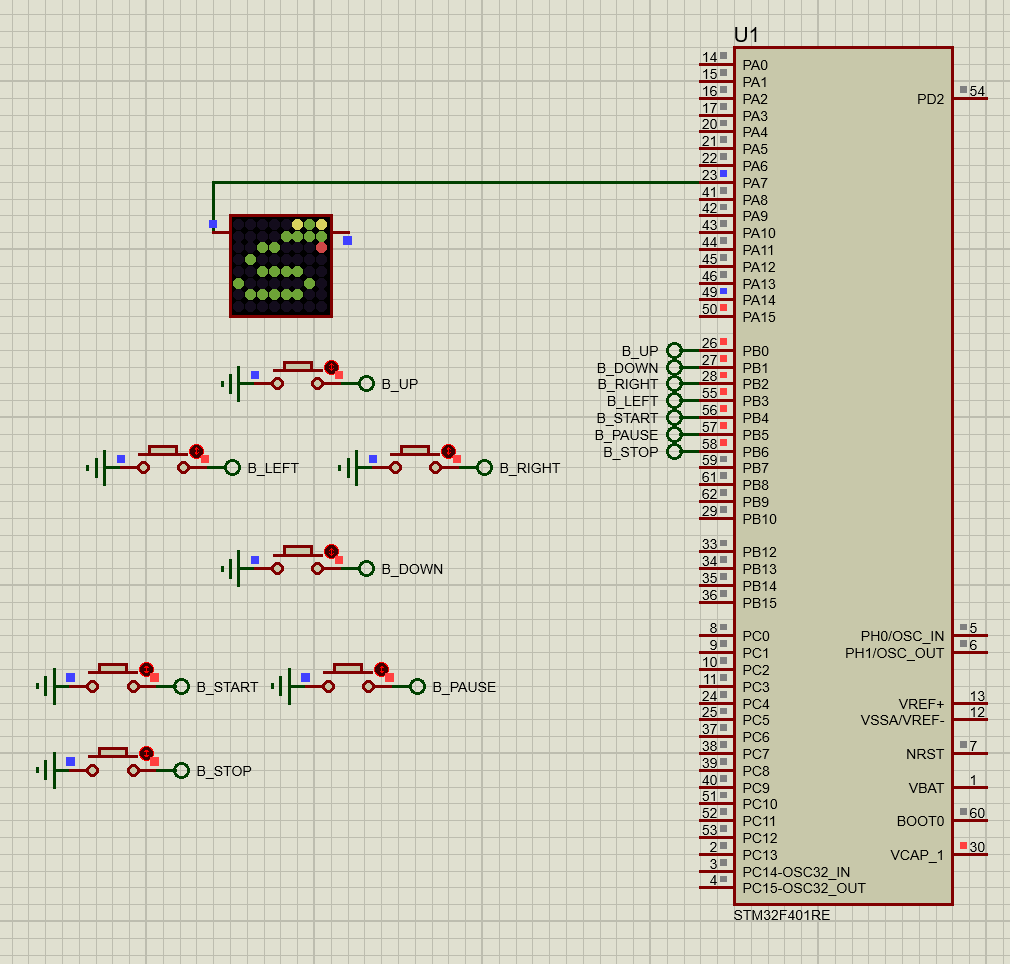 U1
14 PA0
15 PA1
16 PA2
17 PA3
20 PA4
21 PA5
22 PA6
23 PA7
41 PA8
42 PA9
43 PA10
44 PA11
45 PA12
46 PA13
49 PA14
50 PA15
B_UP 26 PB0
B_DOWN 27 PB1
B_RIGHT 28 PB2
B_LEFT 55 PB3
B_START 56 PB4
B_PAUSE 57 PB5
B_STOP 58 PB6
59 PB7
61 PB8
62 PB9
29 PB10
33 PB12
34 PB13
35 PB14
36 PB15
8 PC0
9 PC1
10 PC2
11 PC3
24 PC4
25 PC5
37 PC6
38 PC7
39 PC8
40 PC9
51 PC10
52 PC11
53 PC12
2 PC13
3 PC14-OSC32_IN
4 PC15-OSC32_OUT
PD2 54
PH0/OSC_IN 5
PH1/OSC_OUT 6
VREF+ 13
VSSA/VREF- 12
NRST 7
VBAT 1
BOOT0 60
VCAP_1 30
STM32F401RE
B_UP
B_LEFT
B_RIGHT
B_DOWN
B_START
B_PAUSE
B_STOP